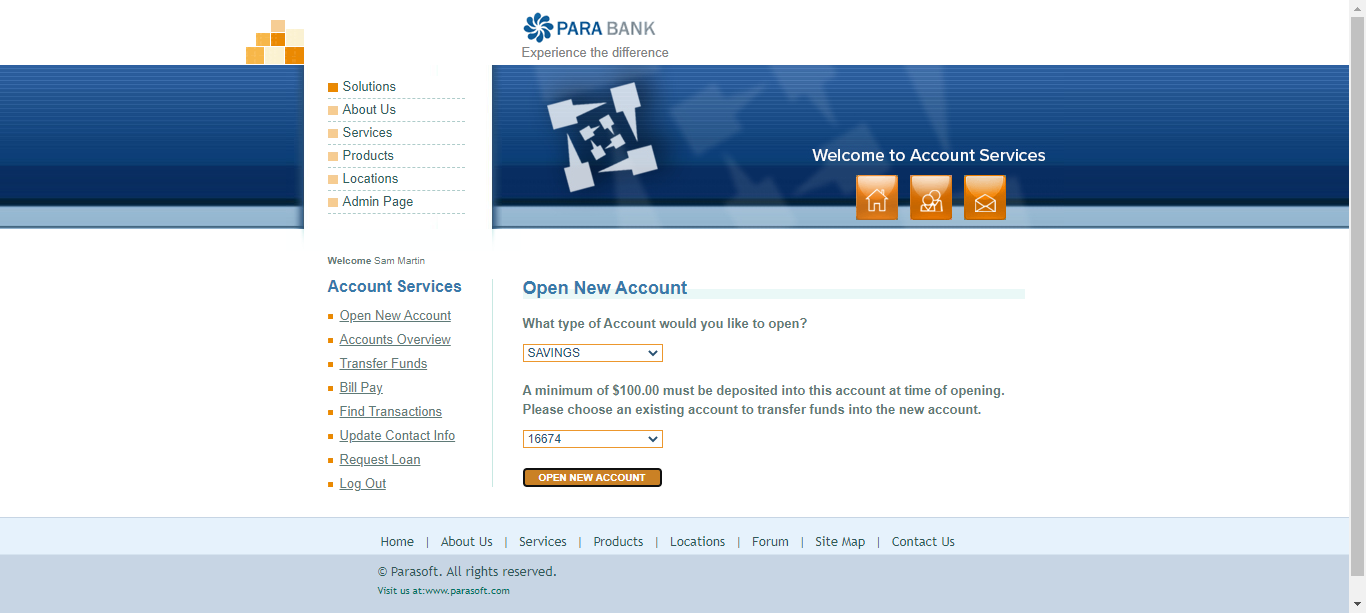 PARA BANK
Experience the difference
Solutions
About Us
Services
Products
Locations
Admin Page
Welcome to Account Services
Welcome Sam Martin
Account Services
Open New Account
Accounts Overview
Transfer Funds
Bill Pay
Find Transactions
Update Contact Info
Request Loan
Log Out
Open New Account
What type of Account would you like to open?
SAVINGS
A minimum of $100.00 must be deposited into this account at time of opening.
Please choose an existing account to transfer funds into the new account.
16674
OPEN NEW ACCOUNT
Home | About Us | Services | Products | Locations | Forum | Site Map | Contact Us
© Parasoft. All rights reserved.
Visit us at:www.parasoft.com